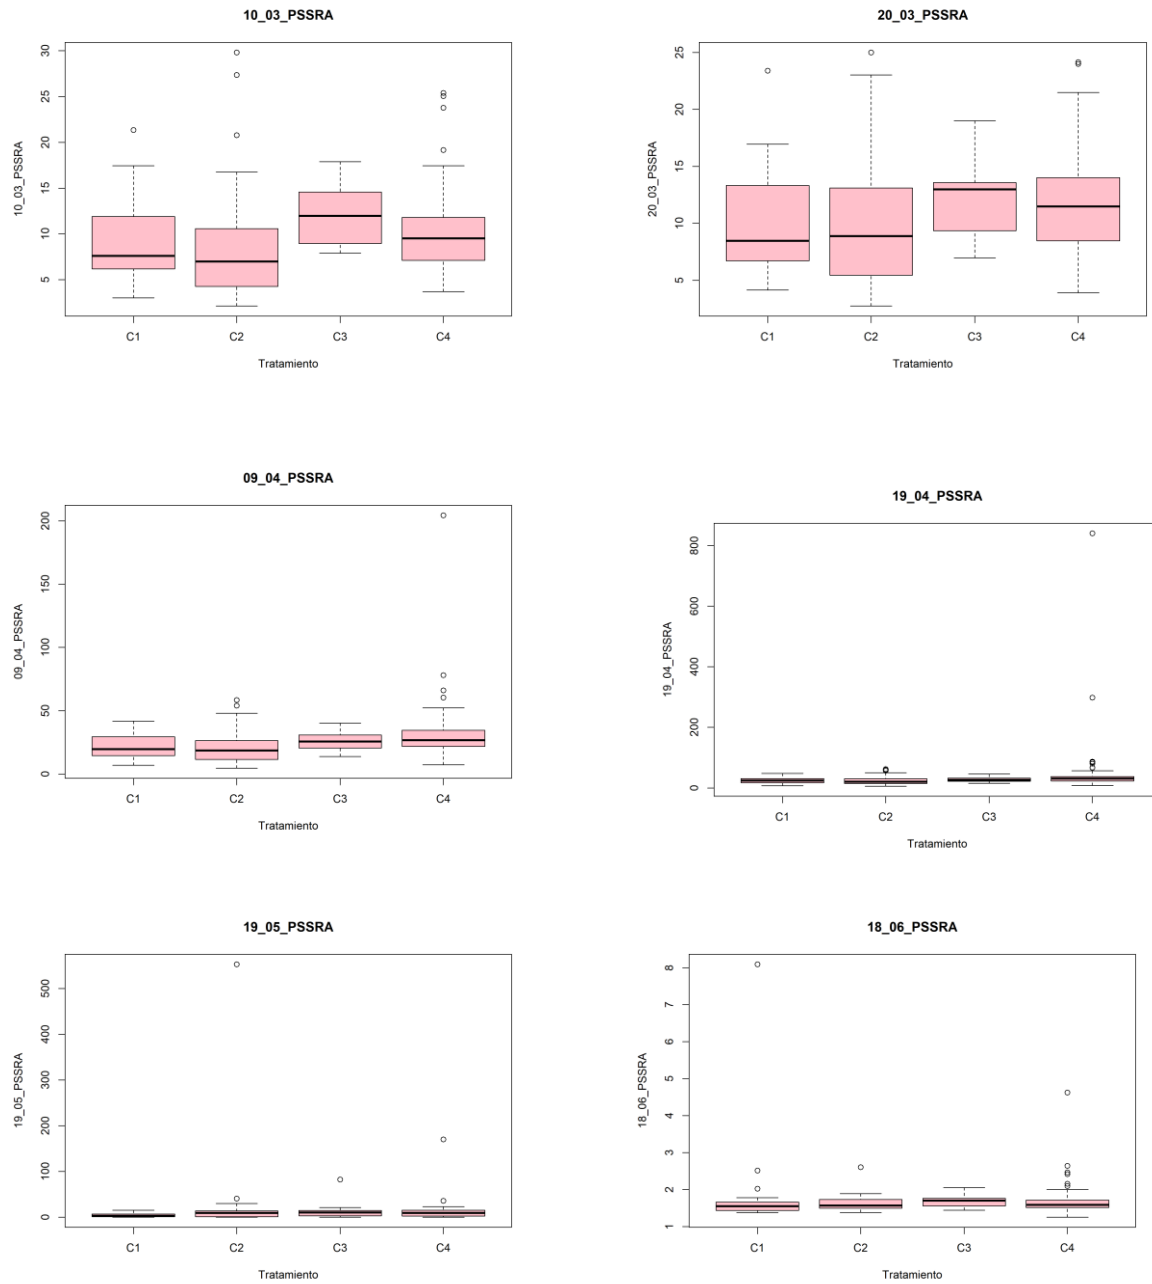 10_03_PSSRA
10_03_PSSRA
30
25
20
15
10
5
C1 C2 C3 C4
Tratamiento
20_03_PSSRA
20_03_PSSRA
25
20
15
10
5
C1 C2 C3 C4
Tratamiento
09_04_PSSRA
09_04_PSSRA
200
150
100
50
0
C1 C2 C3 C4
Tratamiento
19_04_PSSRA
19_04_PSSRA
800
600
400
200
0
C1 C2 C3 C4
Tratamiento
19_05_PSSRA
19_05_PSSRA
500
400
300
200
100
0
C1 C2 C3 C4
Tratamiento
18_06_PSSRA
18_06_PSSRA
8
7
6
5
4
3
2
1
C1 C2 C3 C4
Tratamiento